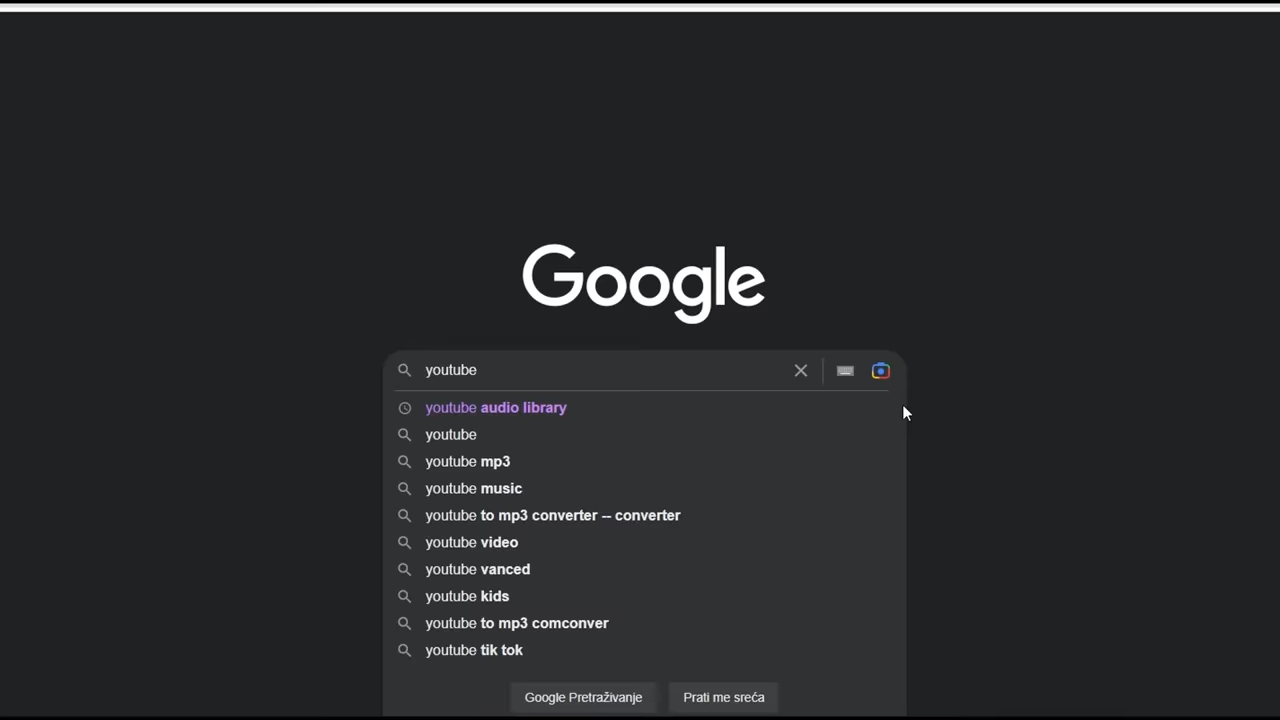 Google
youtube
youtube audio library
youtube
youtube mp3
youtube music
youtube to mp3 converter -- converter
youtube video
youtube vanced
youtube kids
youtube to mp3 comconver
youtube tik tok
Google Pretraživanje
Prati me sreća